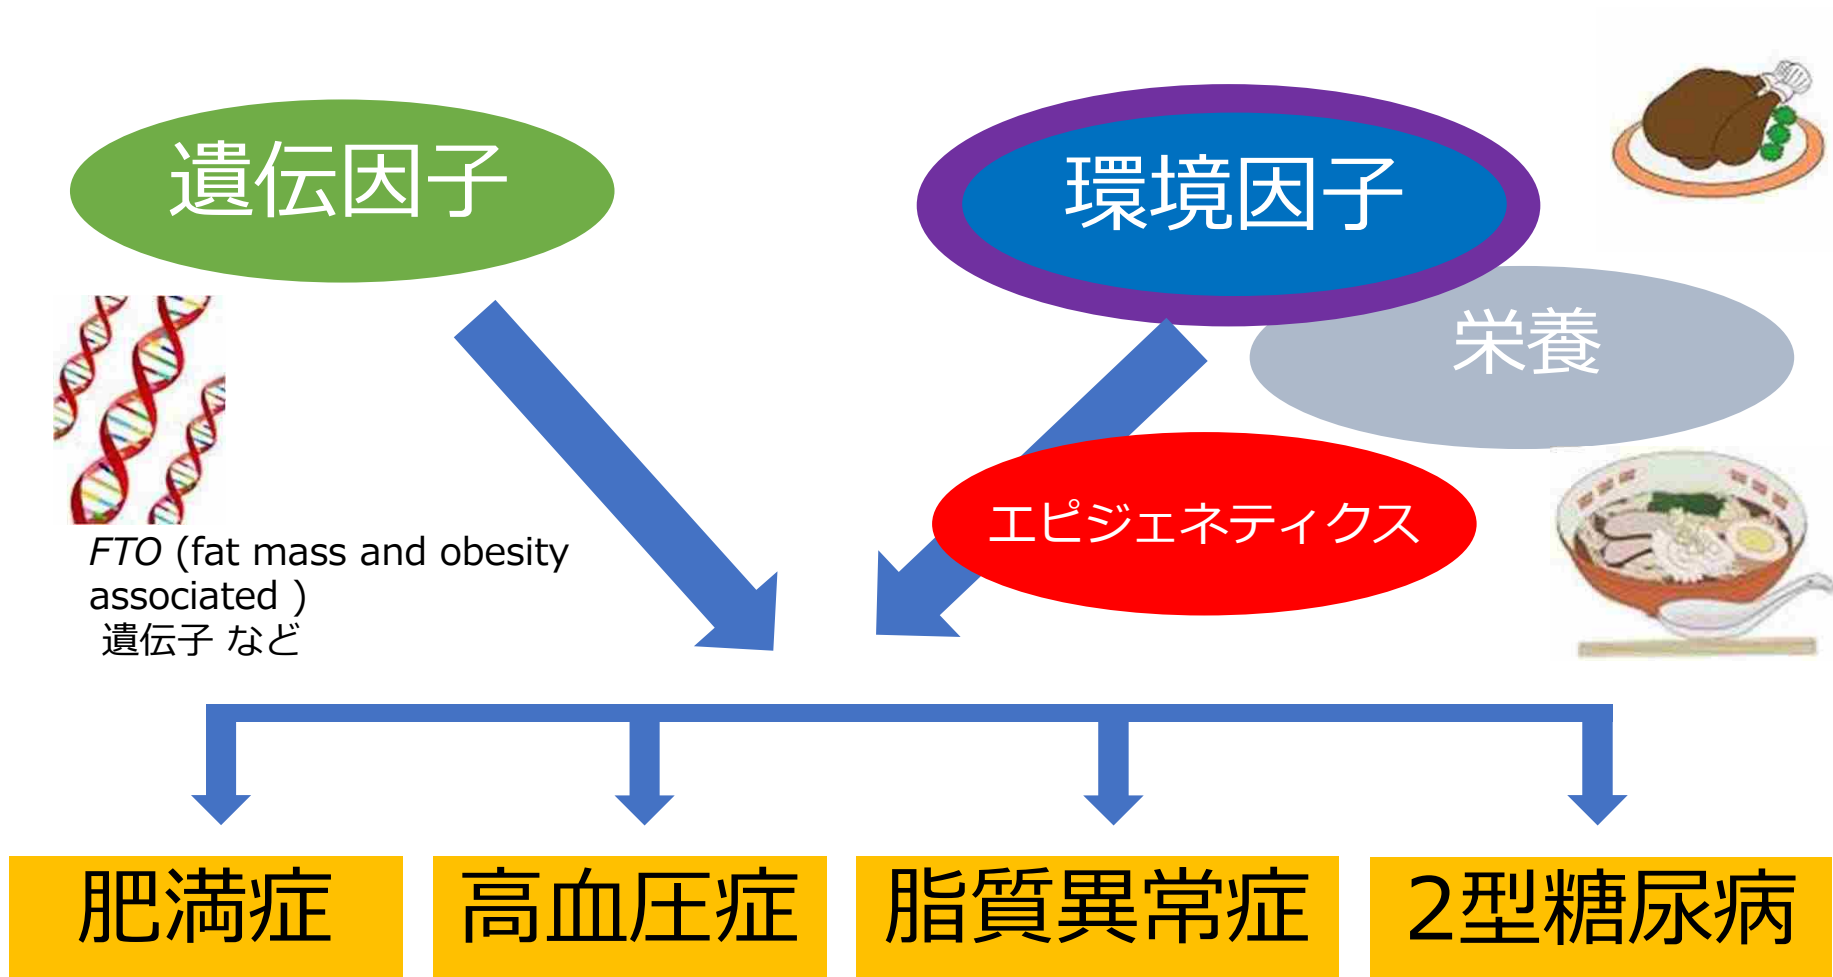 遺伝因子
環境因子
栄養
エピジェネティクス
FTO (fat mass and obesity
associated )
遺伝子 など
肥満症
高血圧症
脂質異常症
2型糖尿病